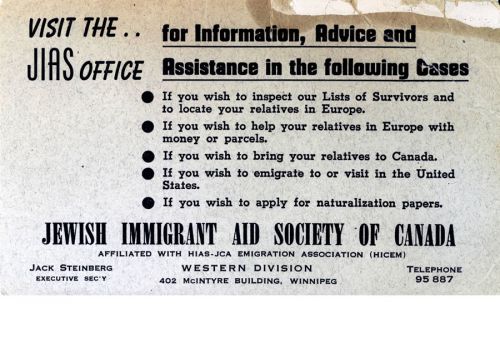 VISIT THE . .
JIAS OFFICE
for Information, Advice and
Assistance in the following Cases
● If you wish to inspect our Lists of Survivors and
to locate your relatives in Europe.
● If you wish to help your relatives in Europe with
money or parcels.
● If you wish to bring your relatives to Canada.
● If you wish to emigrate to or visit in the United
States.
● If you wish to apply for naturalization papers.
JEWISH IMMIGRANT AID SOCIETY OF CANADA
AFFILIATED WITH HIAS-JCA EMIGRATION ASSOCIATION (HICEM)
JACK STEINBERG
EXECUTIVE SEC'Y
WESTERN DIVISION
402 McINTYRE BUILDING, WINNIPEG
TELEPHONE
95 887